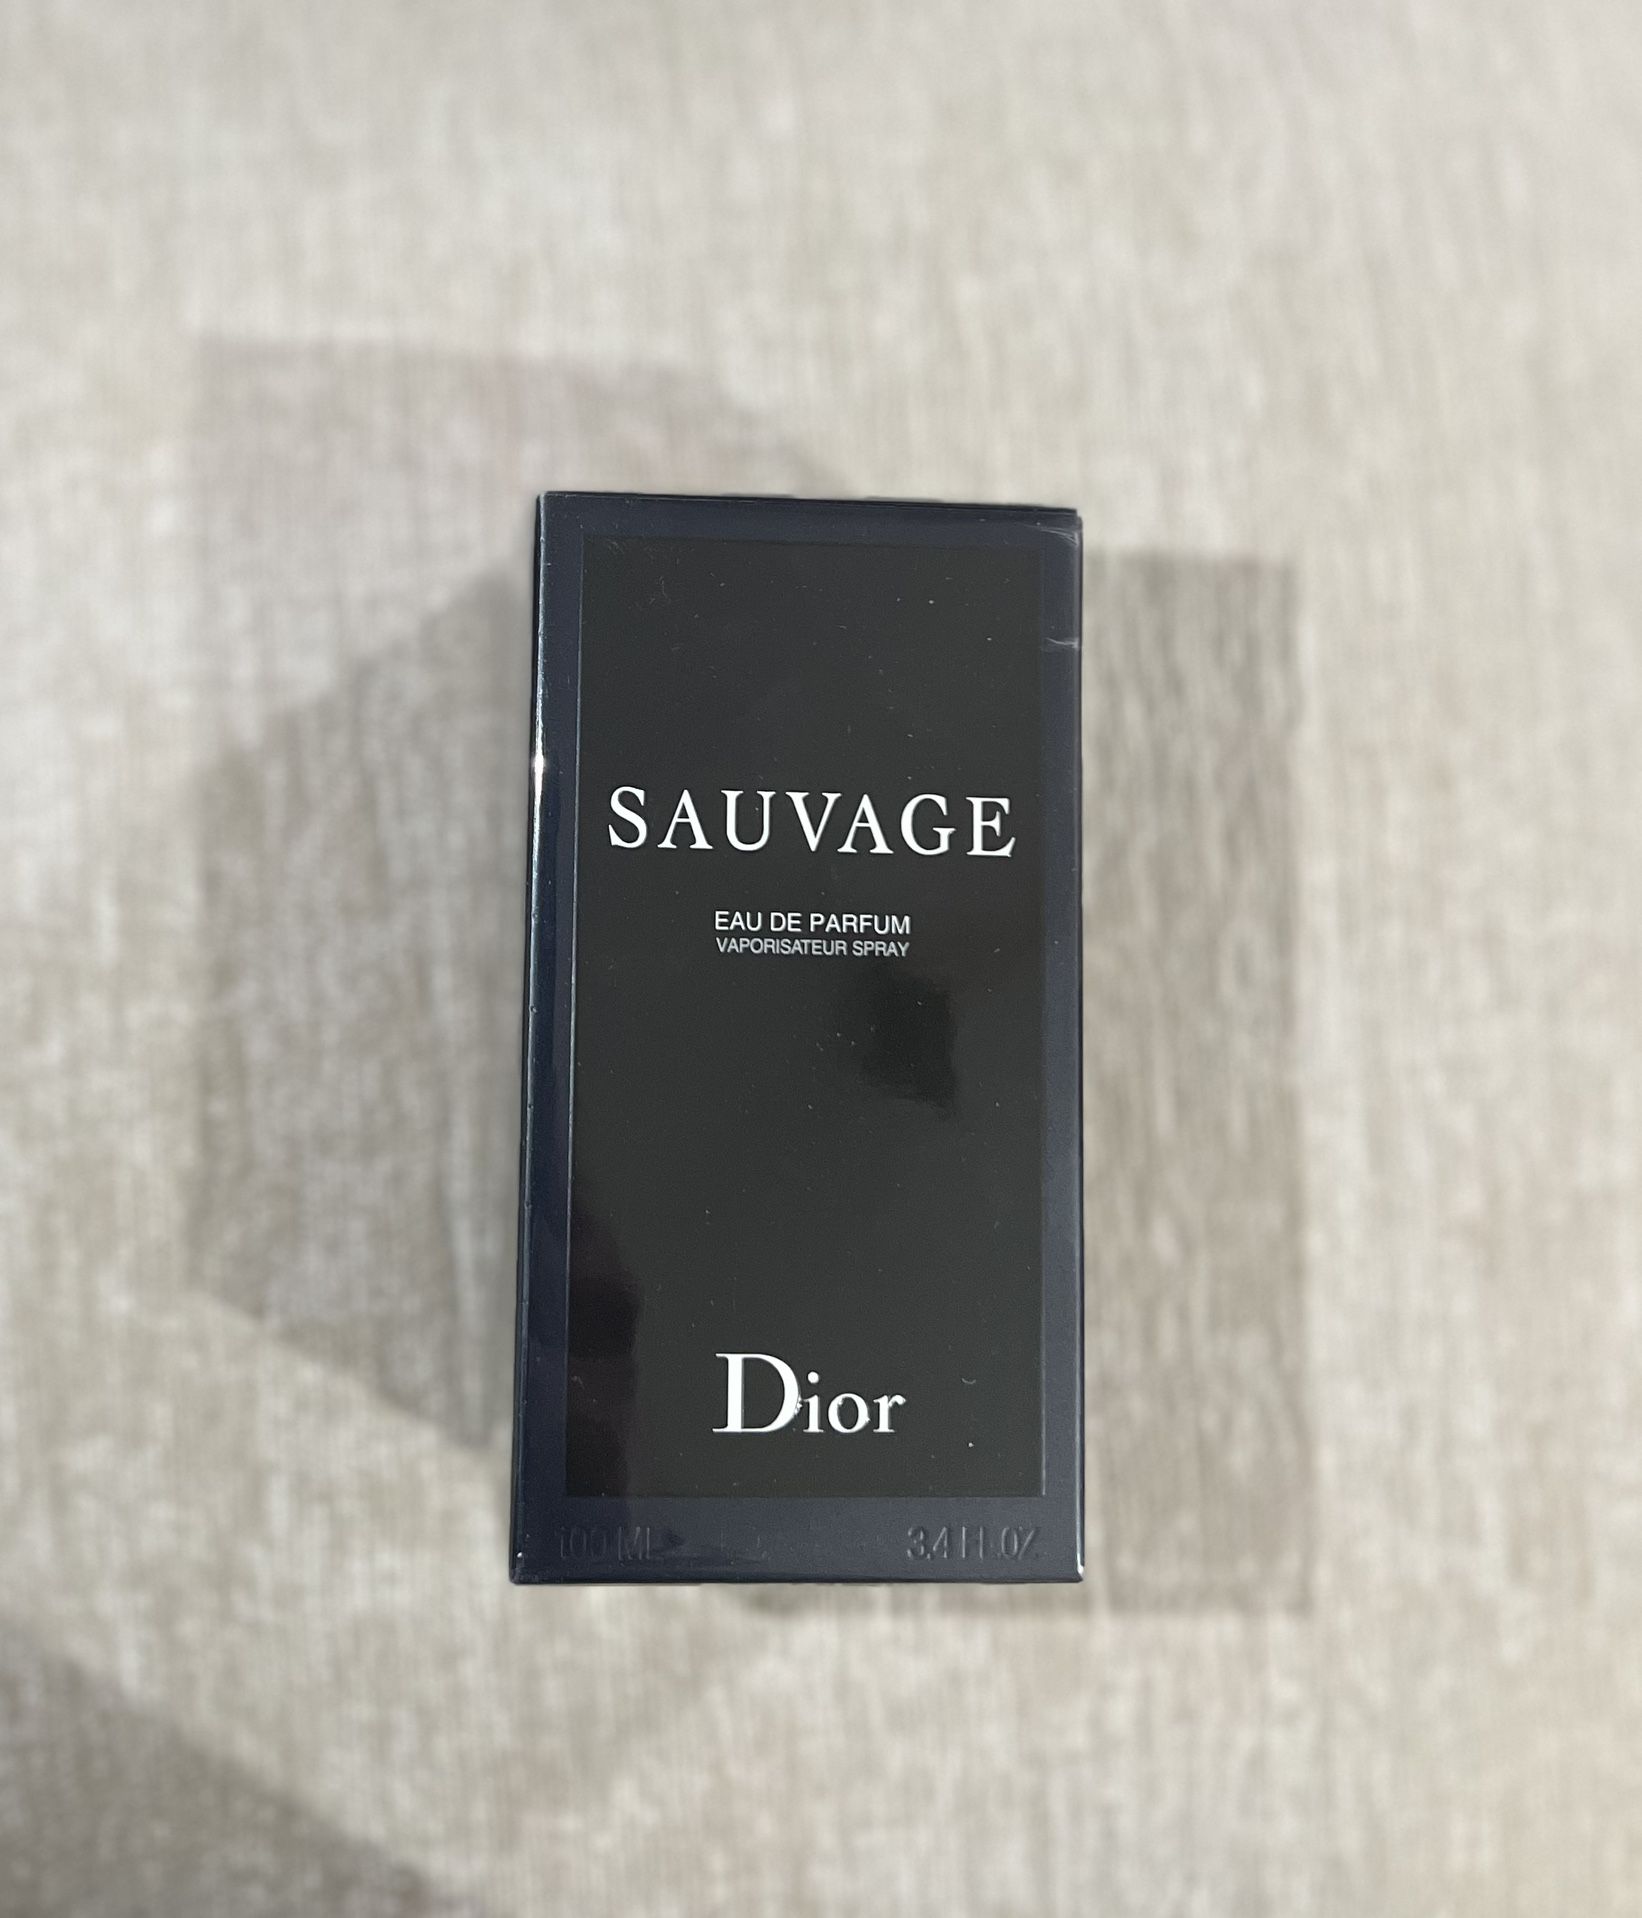 SAUVAGE
EAU DE PARFUM
VAPORISATEUR SPRAY
Dior
100 ML 3.4 FL.OZ